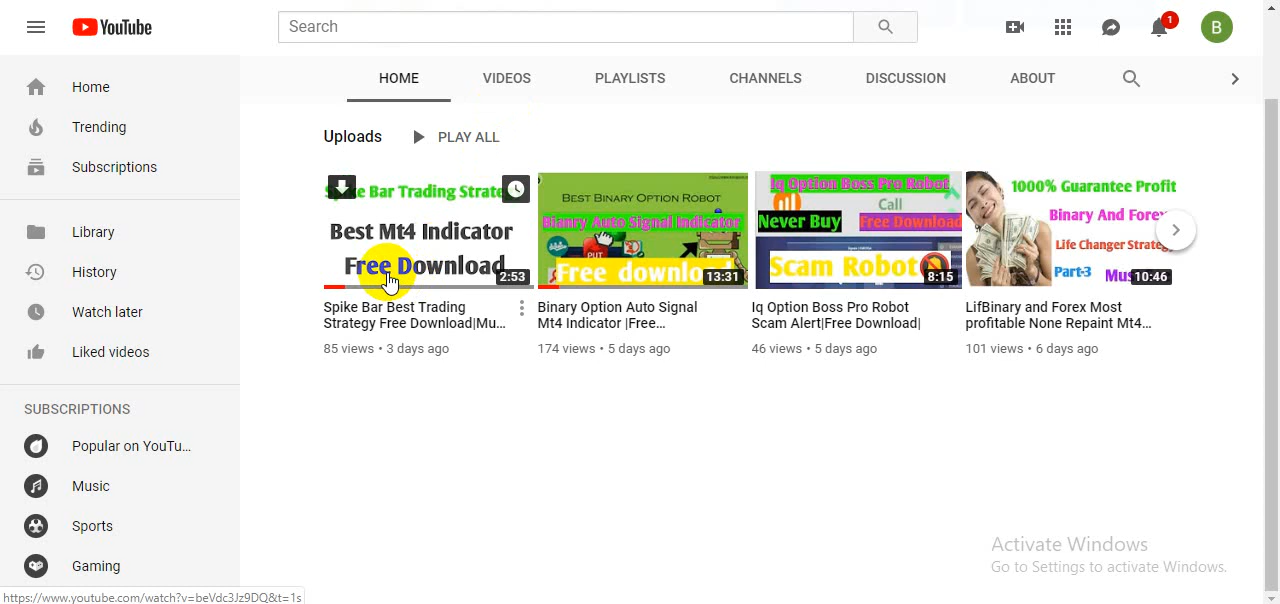 YouTube
Search
1
B
Home
Trending
Subscriptions
Library
History
Watch later
Liked videos
SUBSCRIPTIONS
Popular on YouTu...
Music
Sports
Gaming
HOME
VIDEOS
PLAYLISTS
CHANNELS
DISCUSSION
ABOUT
Uploads
PLAY ALL
Bar Trading
Best Mt4 Indicator
Free Download
2:53
Spike Bar Best Trading
Strategy Free Download|Mu...
85 views • 3 days ago
BEST BINARY OPTION ROBOT
Bianry Auto Signal Indicator
PUT
Free downlo
13:31
Binary Option Auto Signal
Mt4 Indicator |Free...
174 views • 5 days ago
Iq Option Boss Pro Robot
Call
Never Buy
Free Download
Scam Robot
8:15
Iq Option Boss Pro Robot
Scam Alert|Free Download|
46 views • 5 days ago
1000% Guarantee Profit
Binary And Forex
Life Changer Strateg
Part-3
Mus
10:46
LifBinary and Forex Most
profitable None Repaint Mt4...
101 views • 6 days ago
Activate Windows
Go to Settings to activate Windows.
https://www.youtube.com/watch?v=beVdc3Jz9DQ&t=1s